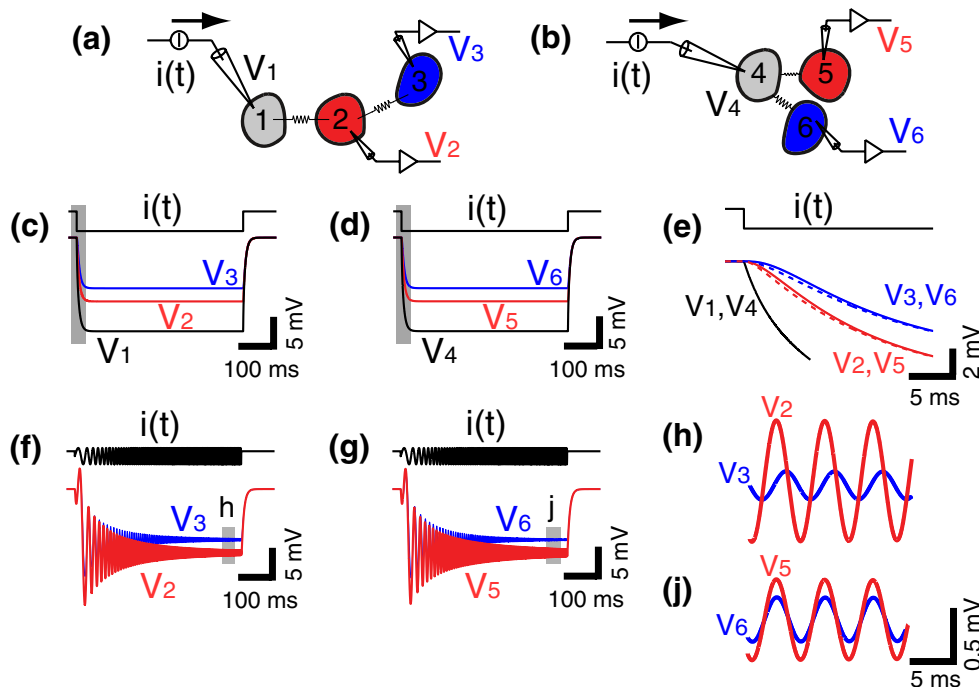 (a)
i(t)
V1
1
2
3
V3
V2
(b)
i(t)
V4
4
5
6
V5
V6
(c)
i(t)
V3
V2
V1
5 mV
100 ms
(d)
i(t)
V6
V5
V4
5 mV
100 ms
(e)
i(t)
V1,V4
V3,V6
V2,V5
2 mV
5 ms
(f)
i(t)
h
V3
V2
5 mV
100 ms
(g)
i(t)
j
V6
V5
5 mV
100 ms
(h)
V2
V3
(j)
V5
V6
0.5 mV
5 ms